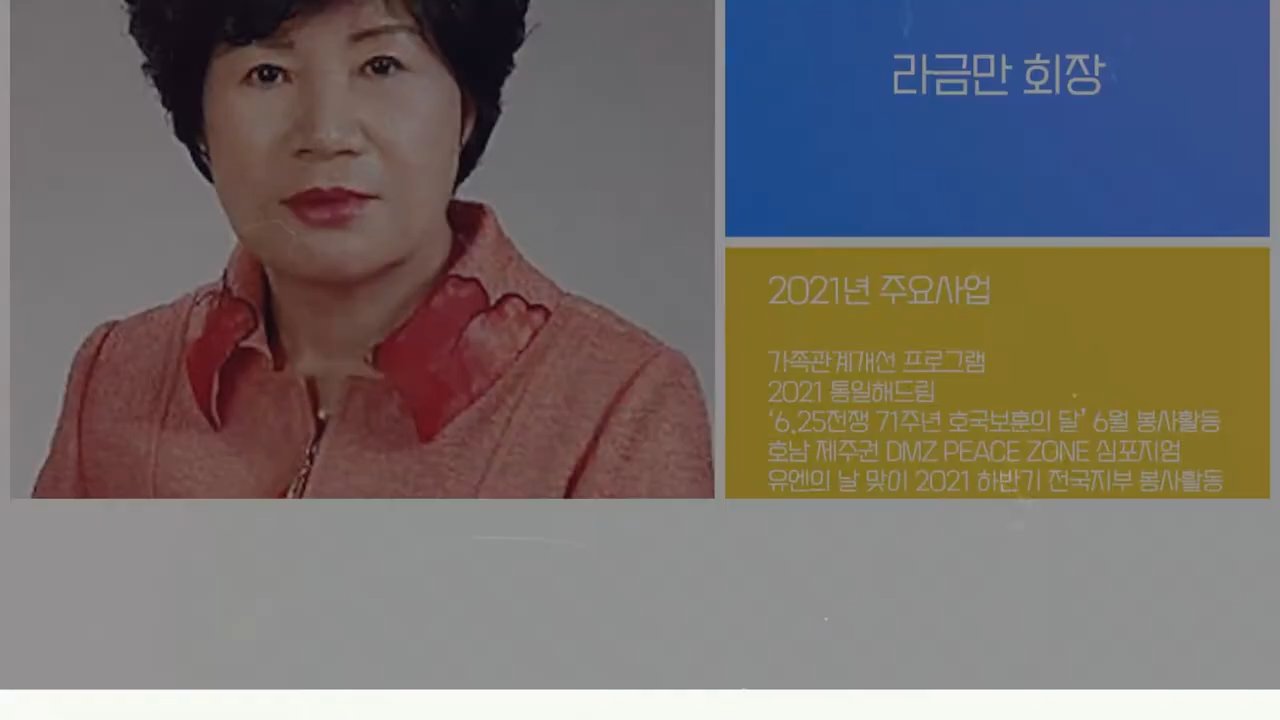 라금만 회장
2021년 주요사업
가족관계개선 프로그램
2021 통일해드림
‘6.25전쟁 71주년 호국보훈의 달’ 6월 봉사활동
호남 제주권 DMZ PEACE ZONE 심포지엄
유엔의 날 맞이 2021 하반기 전국지부 봉사활동